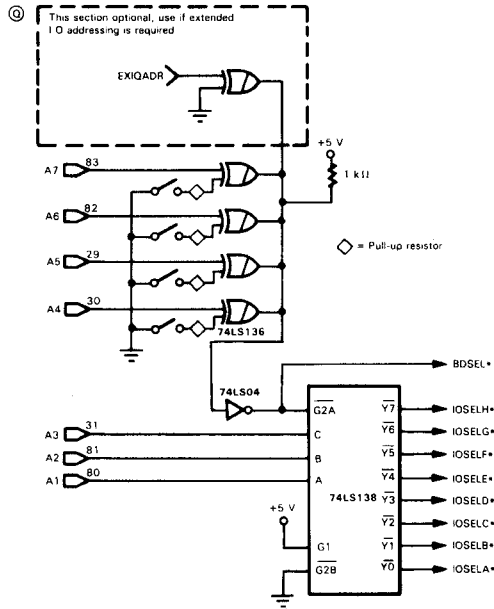 Q
This section optional, use if extended
I O addressing is required
EXIQADR
+5 V
1 kΩ
A7 83
A6 82
A5 29
A4 30
◇ = Pull-up resistor
74LS136
74LS04
BDSEL*
A3 31
A2 81
A1 80
G2A
C
B
A
74LS138
G1
G2B
+5 V
Y7 IOSELH*
Y6 IOSELG*
Y5 IOSELF*
Y4 IOSELE*
Y3 IOSELD*
Y2 IOSELC*
Y1 IOSELB*
Y0 IOSELA*